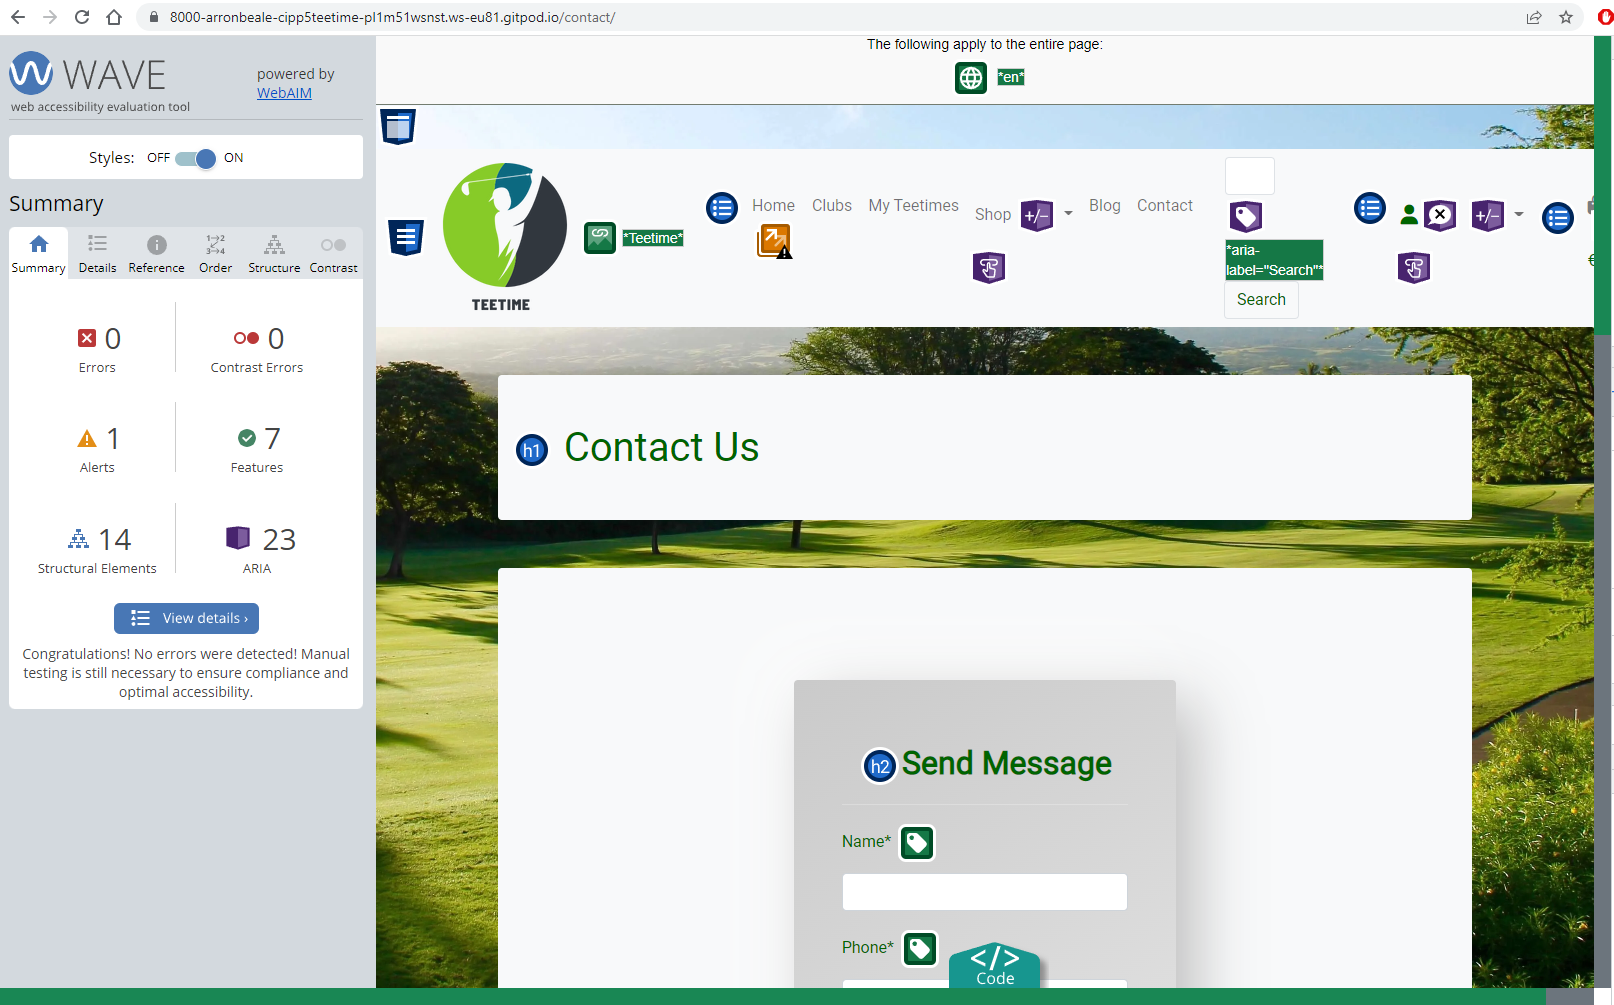 8000-arronbeale-cipp5teetime-pl1m51wsnst.ws-eu81.gitpod.io/contact/
WAVE
web accessibility evaluation tool
powered by
WebAIM
Styles: OFF ON
Summary
Summary Details Reference Order Structure Contrast
0
Errors
0
Contrast Errors
1
Alerts
7
Features
14
Structural Elements
23
ARIA
View details ›
Congratulations! No errors were detected! Manual
testing is still necessary to ensure compliance and
optimal accessibility.
The following apply to the entire page:
*en*
TEETIME
*Teetime*
Home Clubs My Teetimes Shop +/− Blog Contact
*aria-
label="Search"*
Search
+/−
€
h1 Contact Us
h2 Send Message
Name*
Phone*
</>
Code